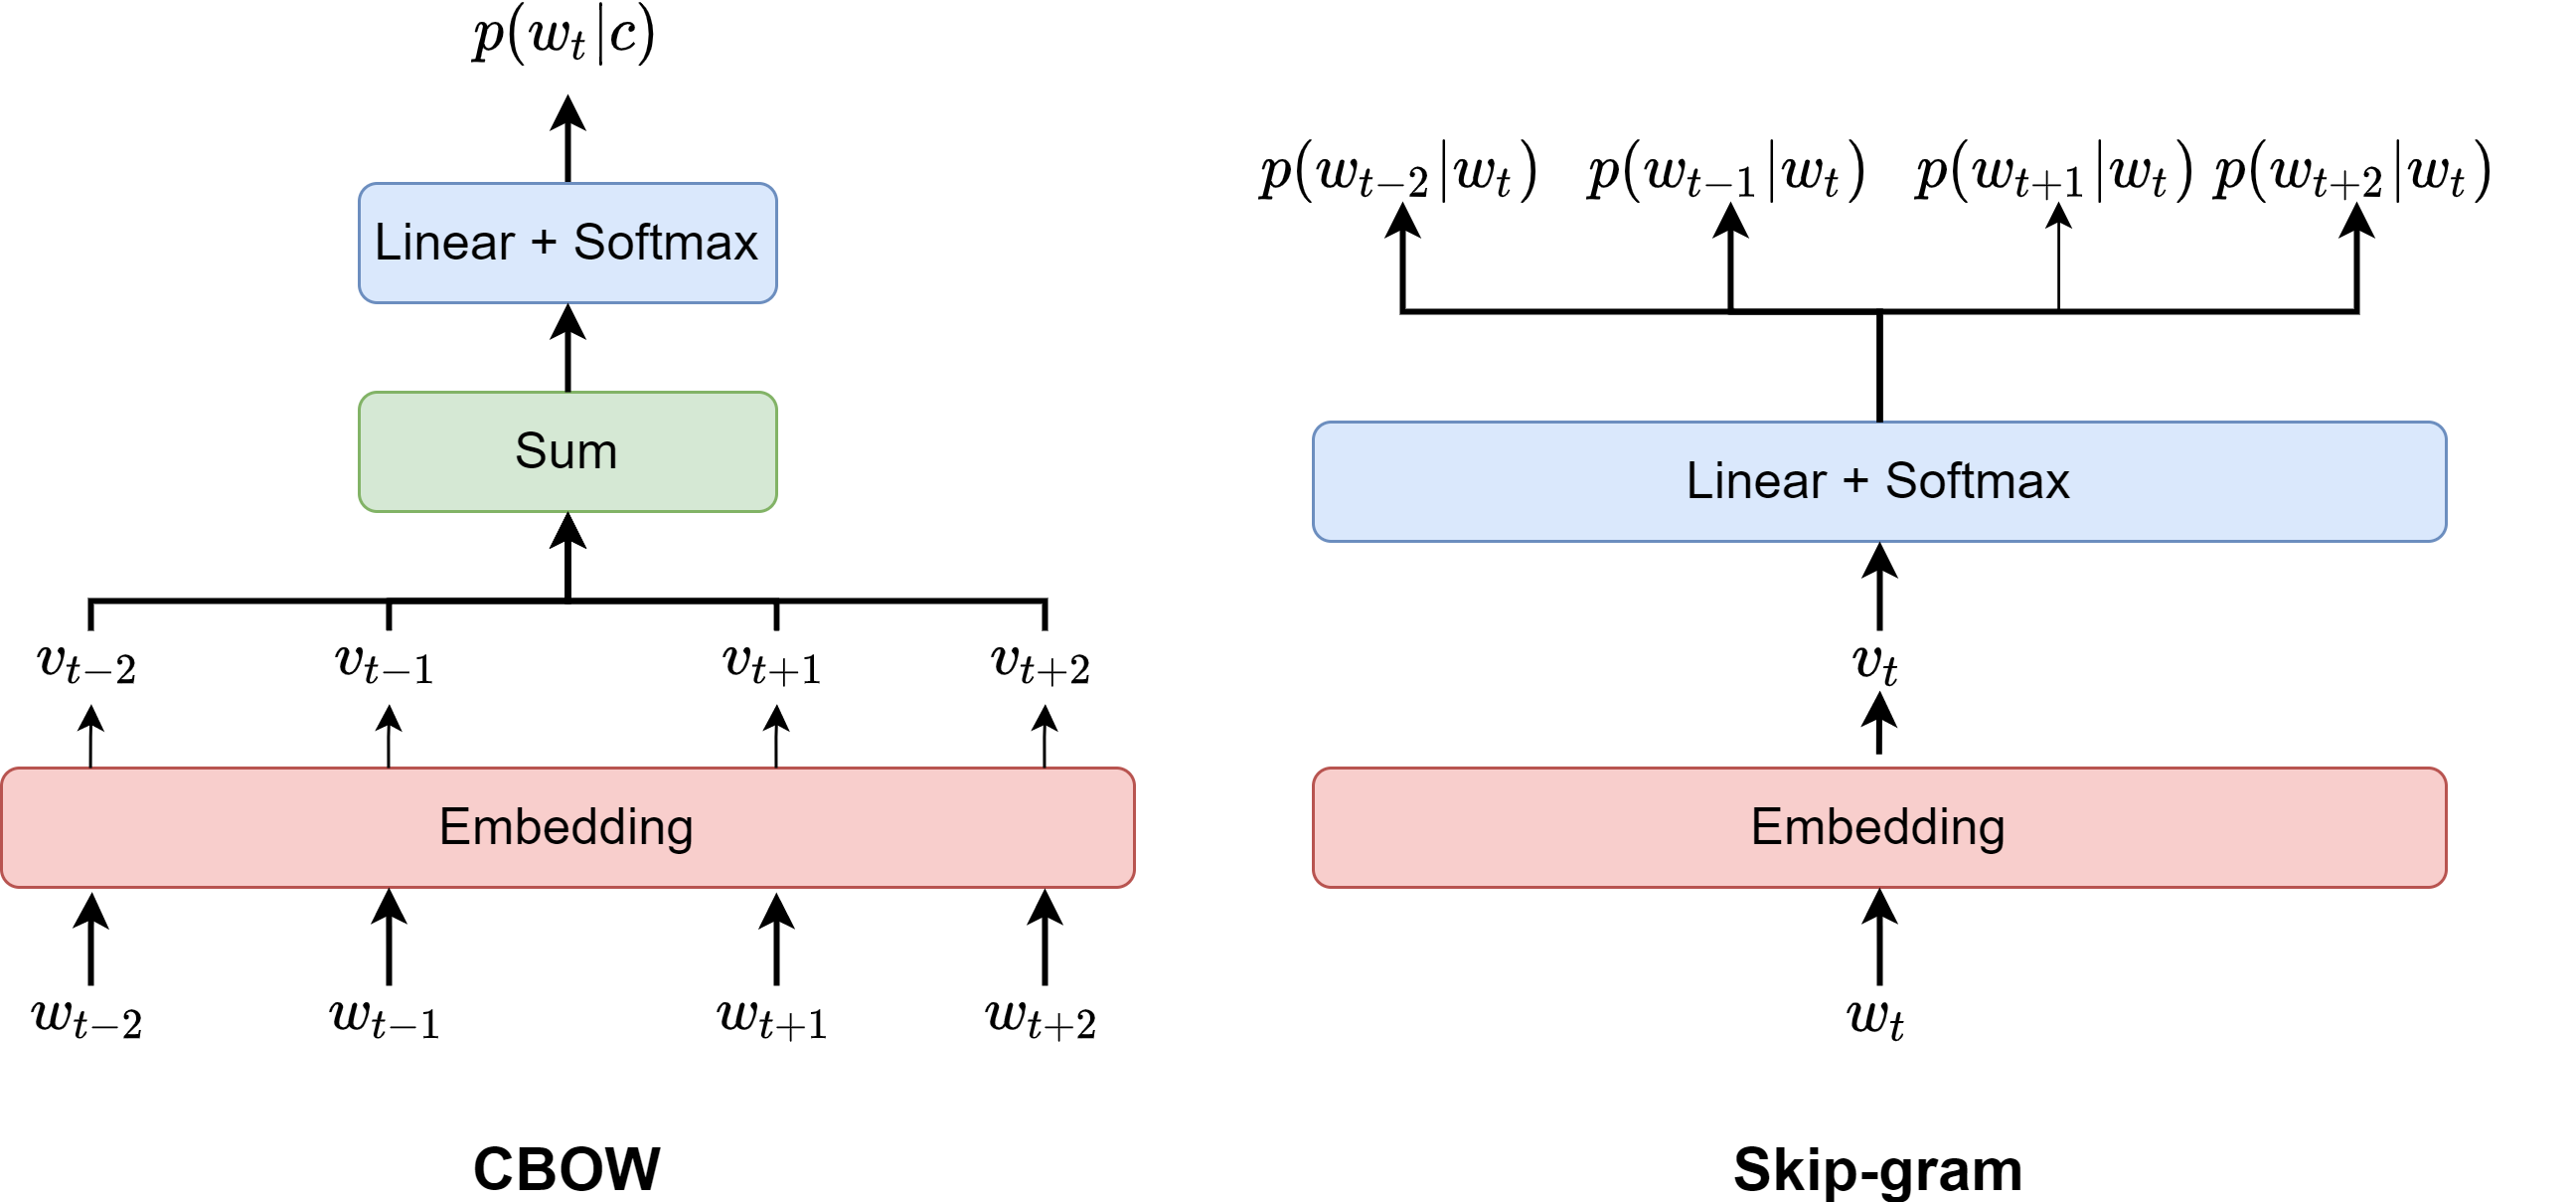 p(w_t|c)
Linear + Softmax
Sum
v_{t−2} v_{t−1} v_{t+1} v_{t+2}
Embedding
w_{t−2} w_{t−1} w_{t+1} w_{t+2}
CBOW
p(w_{t−2}|w_t) p(w_{t−1}|w_t) p(w_{t+1}|w_t) p(w_{t+2}|w_t)
Linear + Softmax
v_t
Embedding
w_t
Skip-gram